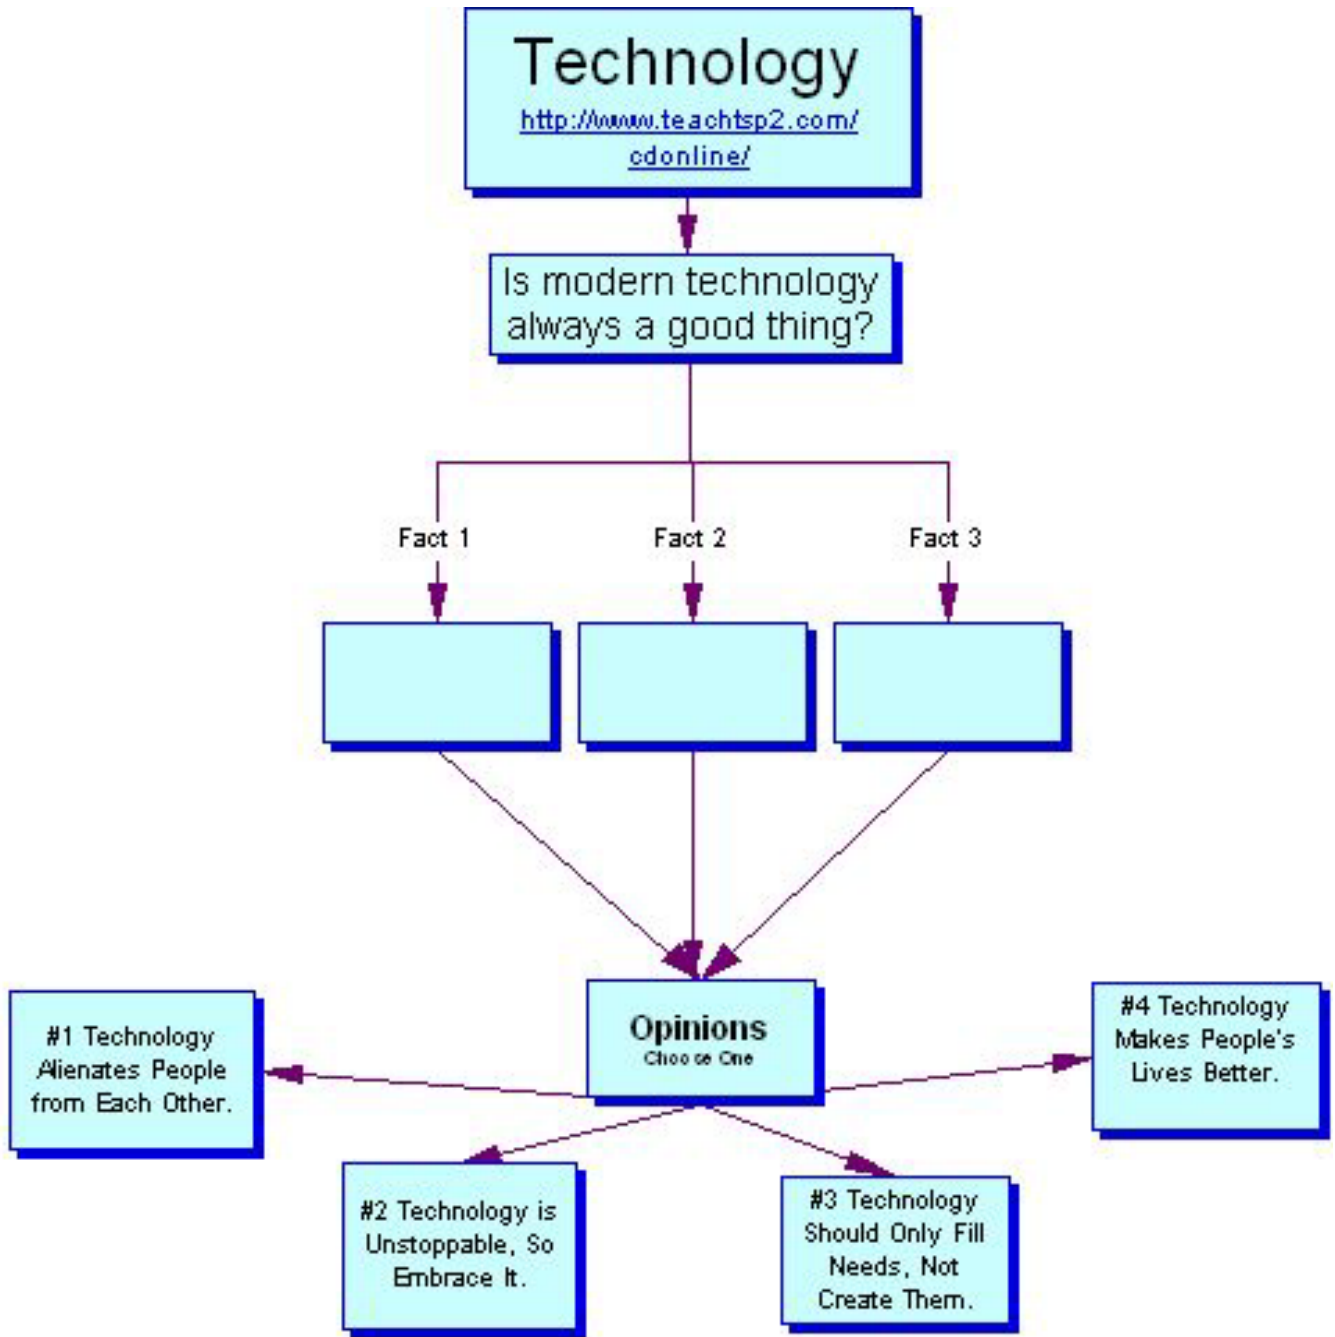 Technology
http://www.teachtsp2.com/
cdonline/
Is modern technology
always a good thing?
Fact 1
Fact 2
Fact 3
Opinions
Choose One
#1 Technology
Alienates People
from Each Other.
#2 Technology is
Unstoppable, So
Embrace It.
#3 Technology
Should Only Fill
Needs, Not
Create Them.
#4 Technology
Makes People's
Lives Better.